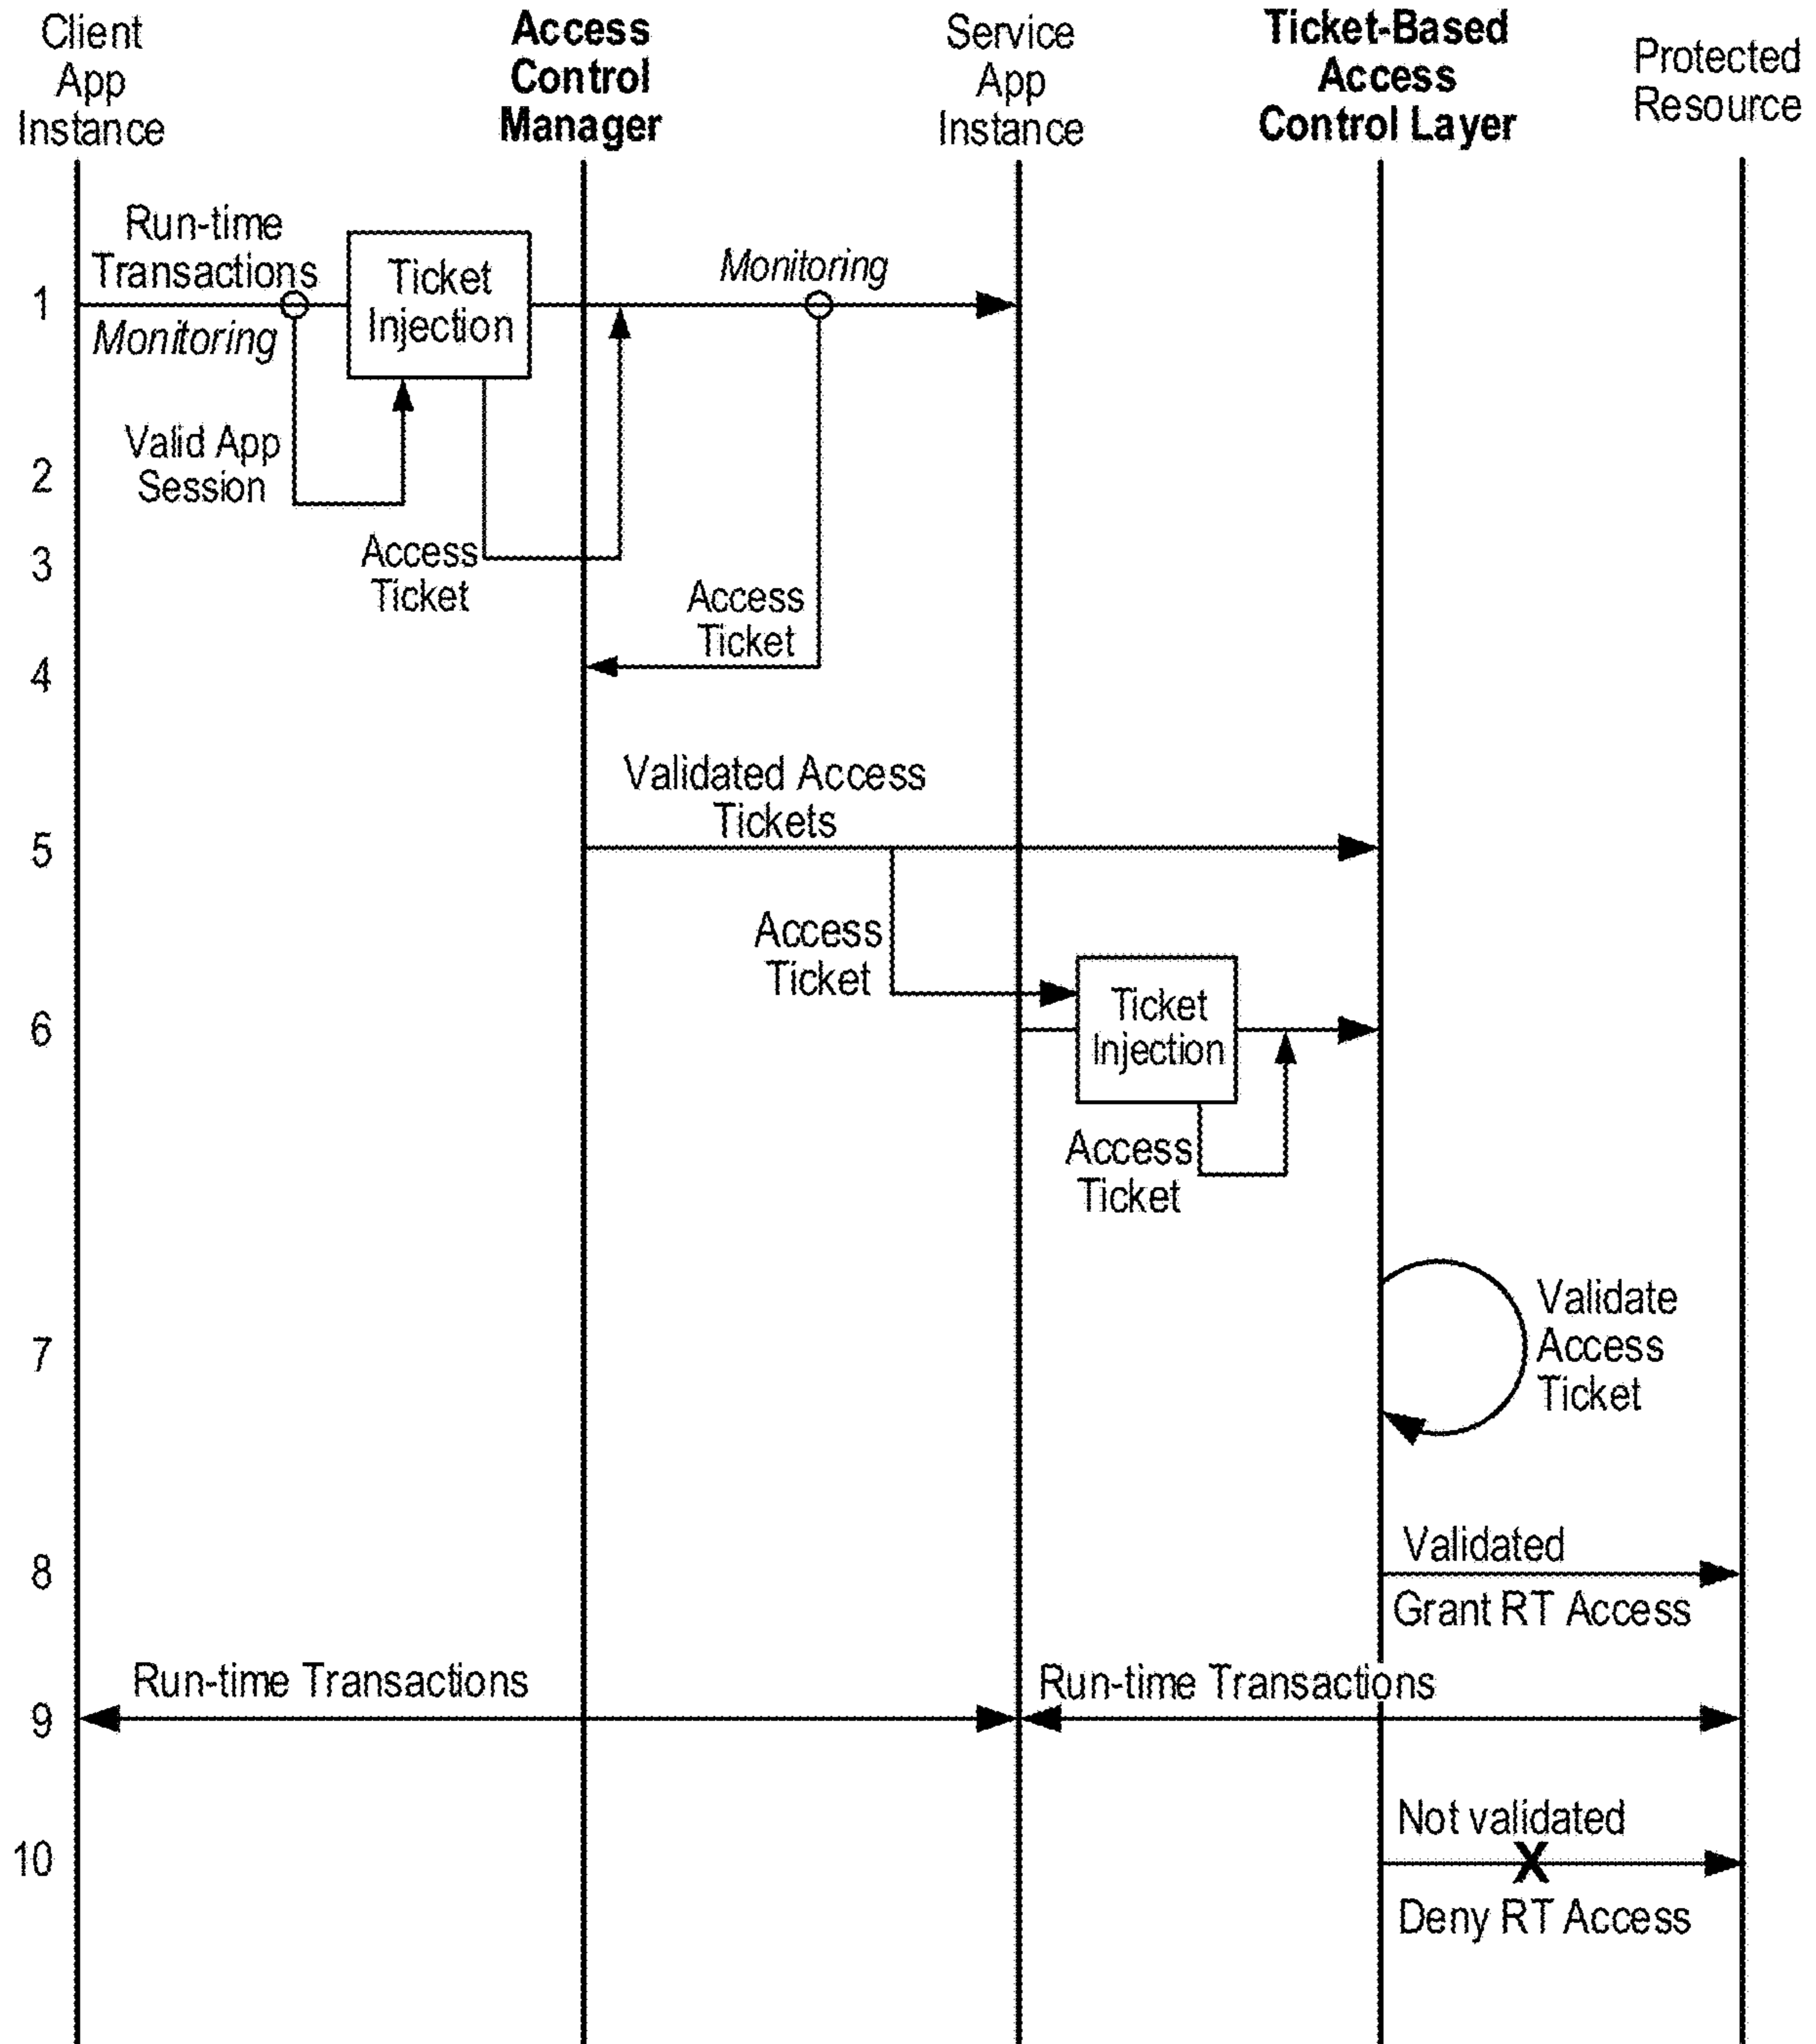 Client
App
Instance
Access
Control
Manager
Service
App
Instance
Ticket-Based
Access
Control Layer
Protected
Resource
Run-time
Transactions
Monitoring
Ticket
Injection
Monitoring
1
Valid App
Session
2
Access
Ticket
3
Access
Ticket
4
Validated Access
Tickets
5
Access
Ticket
Ticket
Injection
6
Access
Ticket
Validate
Access
Ticket
7
Validated
8
Grant RT Access
Run-time Transactions
Run-time Transactions
9
Not validated
10
X
Deny RT Access